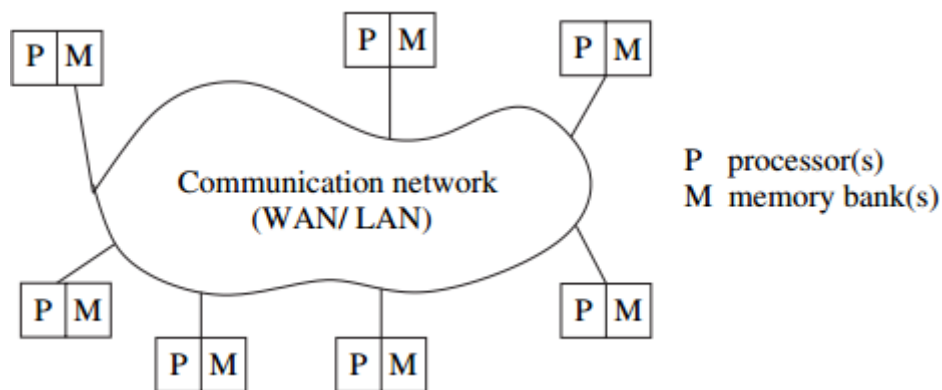 P M
P M
P M
Communication network
(WAN/ LAN)
P processor(s)
M memory bank(s)
P M
P M
P M
P M